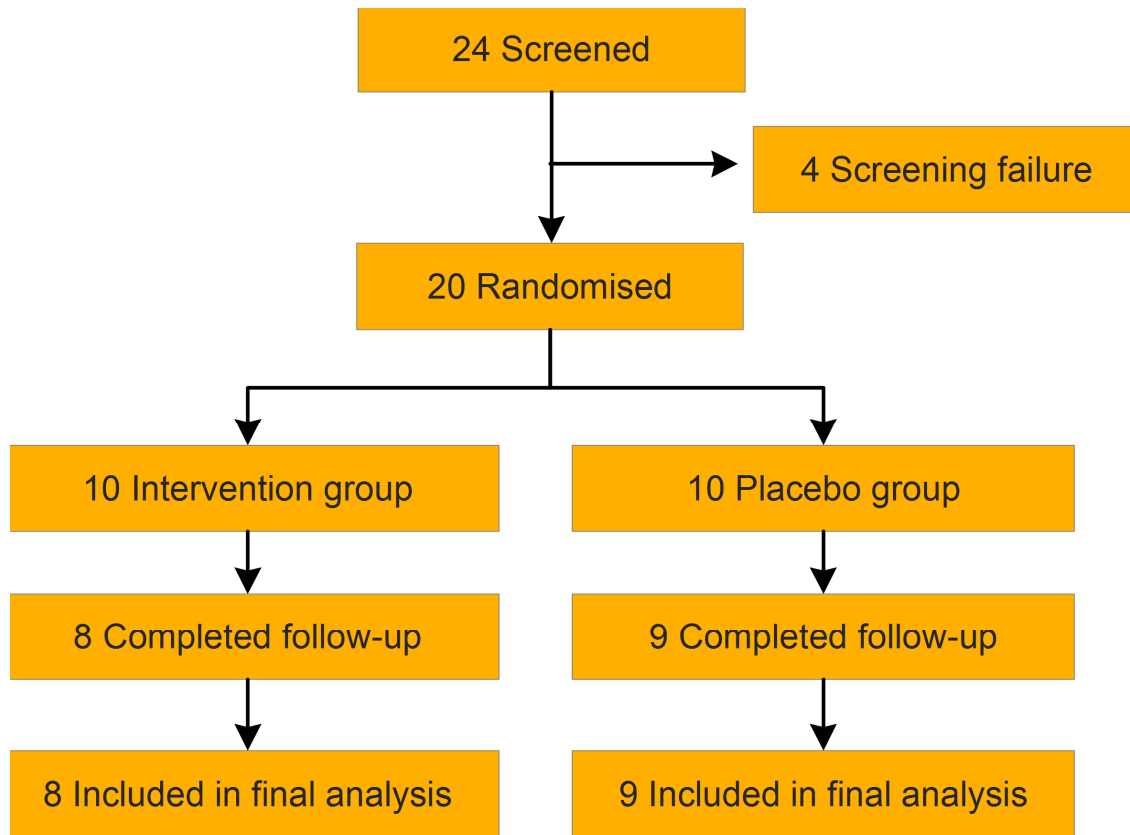 24 Screened
4 Screening failure
20 Randomised
10 Intervention group
10 Placebo group
8 Completed follow-up
9 Completed follow-up
8 Included in final analysis
9 Included in final analysis